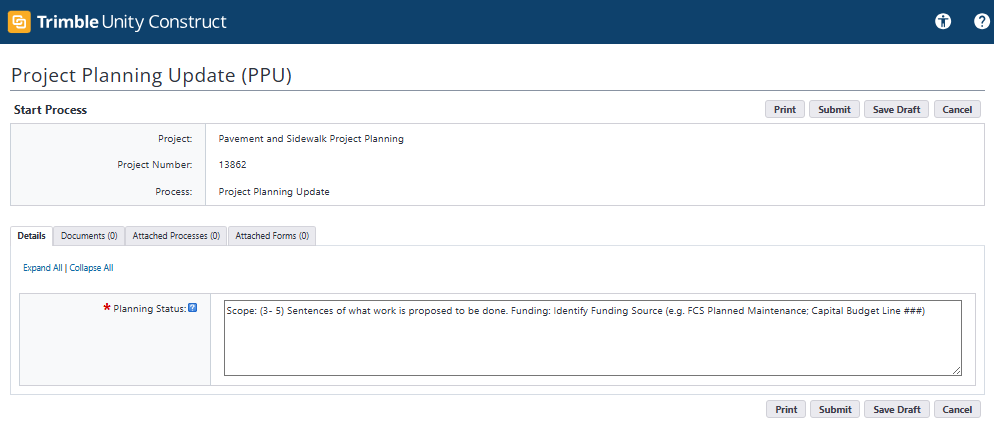 Trimble Unity Construct
Project Planning Update (PPU)
Start Process
Print Submit Save Draft Cancel
Project: Pavement and Sidewalk Project Planning
Project Number: 13862
Process: Project Planning Update
Details Documents (0) Attached Processes (0) Attached Forms (0)
Expand All | Collapse All
* Planning Status: ? Scope: (3- 5) Sentences of what work is proposed to be done. Funding: Identify Funding Source (e.g. FCS Planned Maintenance; Capital Budget Line ###)
Print Submit Save Draft Cancel